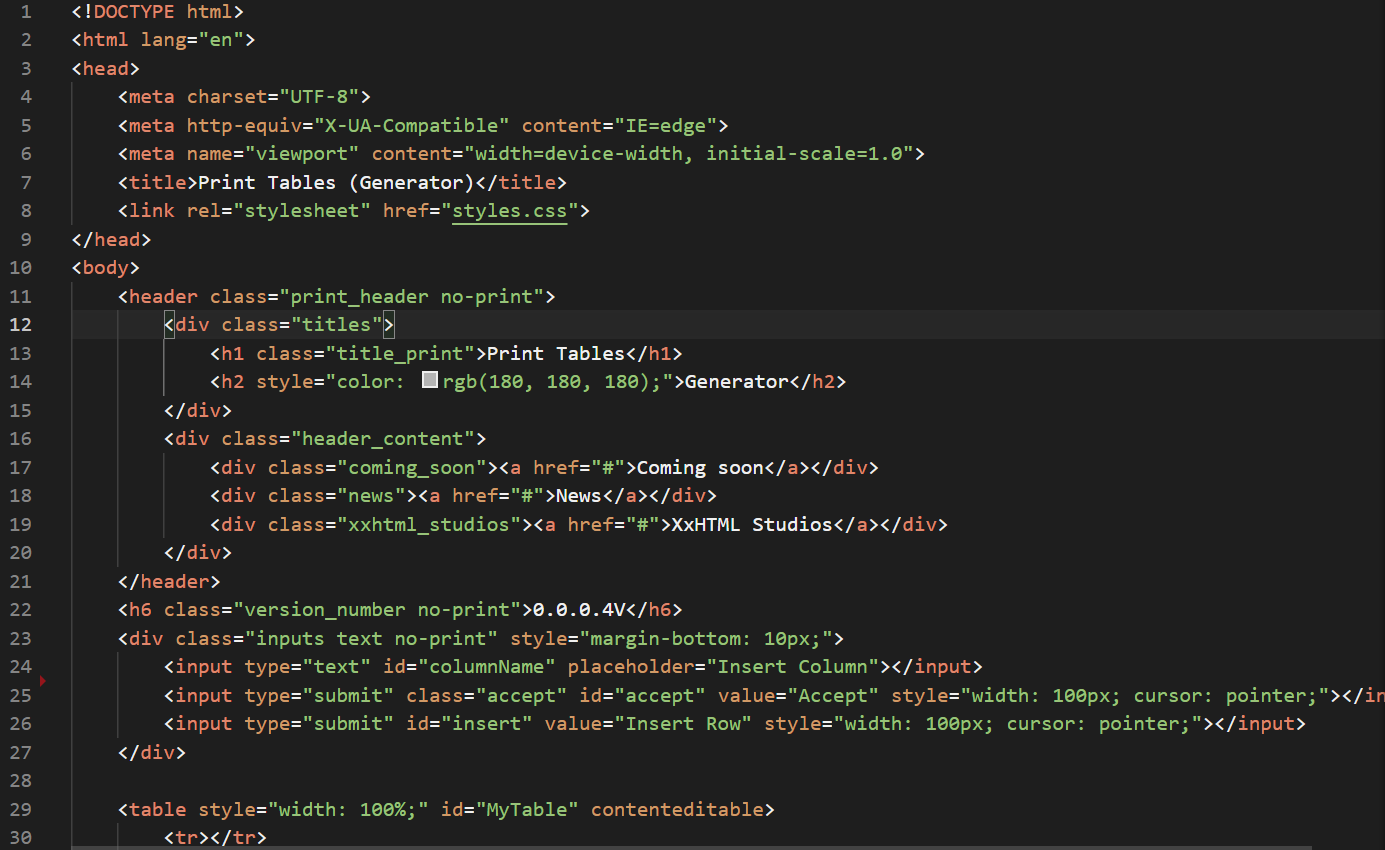 1 <!DOCTYPE html>
2 <html lang="en">
3 <head>
4     <meta charset="UTF-8">
5     <meta http-equiv="X-UA-Compatible" content="IE=edge">
6     <meta name="viewport" content="width=device-width, initial-scale=1.0">
7     <title>Print Tables (Generator)</title>
8     <link rel="stylesheet" href="styles.css">
9 </head>
10 <body>
11     <header class="print_header no-print">
12         <div class="titles">
13             <h1 class="title_print">Print Tables</h1>
14             <h2 style="color: rgb(180, 180, 180);">Generator</h2>
15         </div>
16         <div class="header_content">
17             <div class="coming_soon"><a href="#">Coming soon</a></div>
18             <div class="news"><a href="#">News</a></div>
19             <div class="xxhtml_studios"><a href="#">XxHTML Studios</a></div>
20         </div>
21     </header>
22     <h6 class="version_number no-print">0.0.0.4V</h6>
23     <div class="inputs text no-print" style="margin-bottom: 10px;">
24         <input type="text" id="columnName" placeholder="Insert Column"></input>
25         <input type="submit" class="accept" id="accept" value="Accept" style="width: 100px; cursor: pointer;"></in
26         <input type="submit" id="insert" value="Insert Row" style="width: 100px; cursor: pointer;"></input>
27     </div>
28
29     <table style="width: 100%;" id="MyTable" contenteditable>
30         <tr></tr>